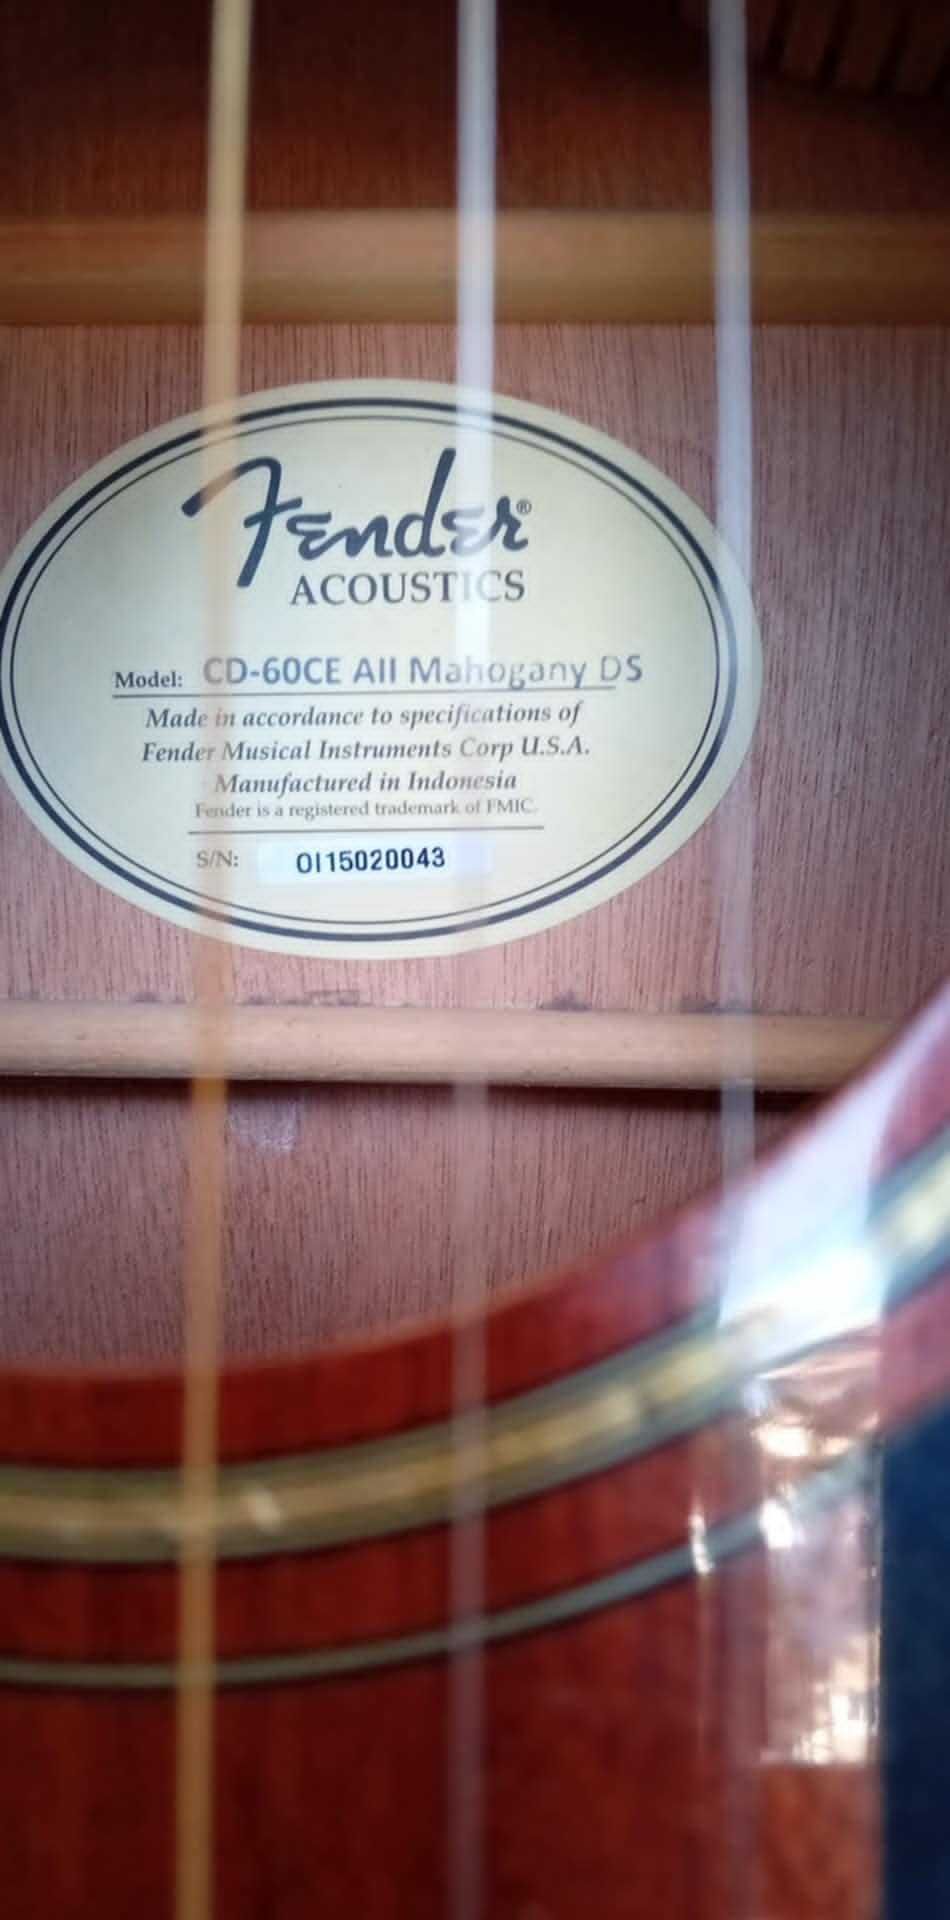 Fender®
ACOUSTICS
Model: CD-60CE All Mahogany DS
Made in accordance to specifications of
Fender Musical Instruments Corp U.S.A.
Manufactured in Indonesia
Fender is a registered trademark of FMIC.
S/N: OI15020043